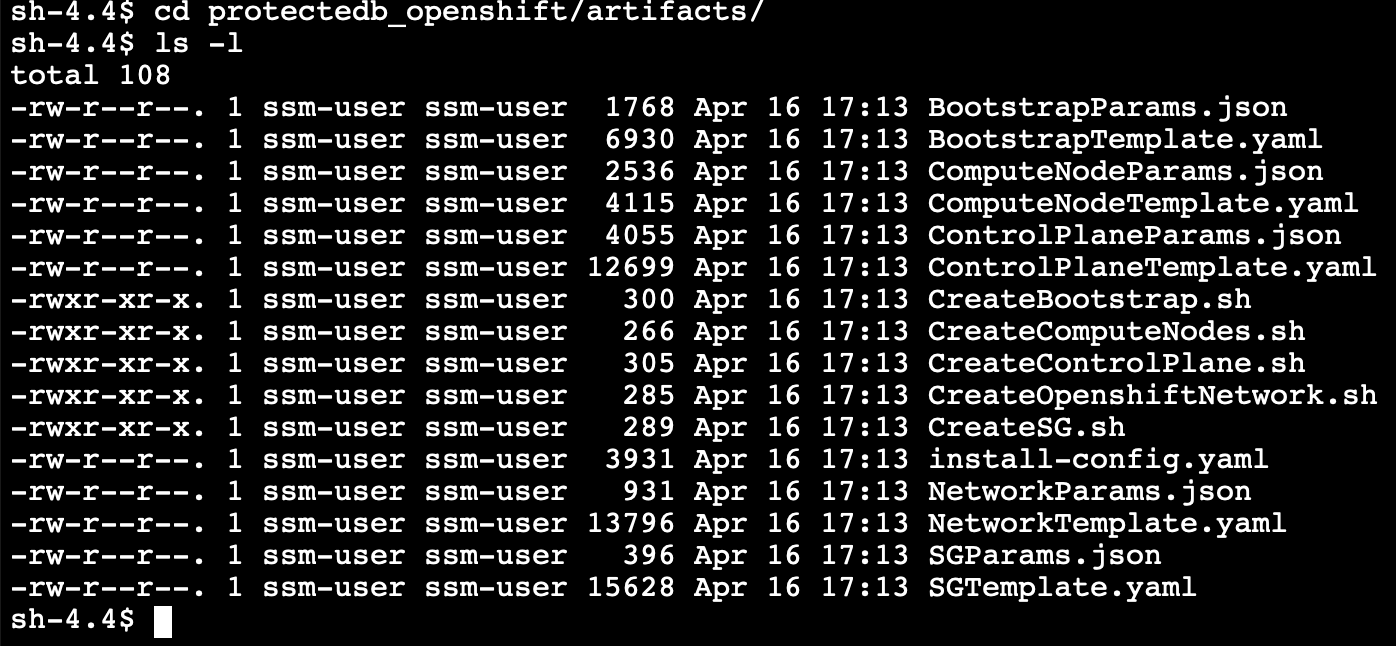 sh-4.4$ cd protectedb_openshift/artifacts/
sh-4.4$ ls -l
total 108
-rw-r--r--. 1 ssm-user ssm-user  1768 Apr 16 17:13 BootstrapParams.json
-rw-r--r--. 1 ssm-user ssm-user  6930 Apr 16 17:13 BootstrapTemplate.yaml
-rw-r--r--. 1 ssm-user ssm-user  2536 Apr 16 17:13 ComputeNodeParams.json
-rw-r--r--. 1 ssm-user ssm-user  4115 Apr 16 17:13 ComputeNodeTemplate.yaml
-rw-r--r--. 1 ssm-user ssm-user  4055 Apr 16 17:13 ControlPlaneParams.json
-rw-r--r--. 1 ssm-user ssm-user 12699 Apr 16 17:13 ControlPlaneTemplate.yaml
-rwxr-xr-x. 1 ssm-user ssm-user   300 Apr 16 17:13 CreateBootstrap.sh
-rwxr-xr-x. 1 ssm-user ssm-user   266 Apr 16 17:13 CreateComputeNodes.sh
-rwxr-xr-x. 1 ssm-user ssm-user   305 Apr 16 17:13 CreateControlPlane.sh
-rwxr-xr-x. 1 ssm-user ssm-user   285 Apr 16 17:13 CreateOpenshiftNetwork.sh
-rwxr-xr-x. 1 ssm-user ssm-user   289 Apr 16 17:13 CreateSG.sh
-rw-r--r--. 1 ssm-user ssm-user  3931 Apr 16 17:13 install-config.yaml
-rw-r--r--. 1 ssm-user ssm-user   931 Apr 16 17:13 NetworkParams.json
-rw-r--r--. 1 ssm-user ssm-user 13796 Apr 16 17:13 NetworkTemplate.yaml
-rw-r--r--. 1 ssm-user ssm-user   396 Apr 16 17:13 SGParams.json
-rw-r--r--. 1 ssm-user ssm-user 15628 Apr 16 17:13 SGTemplate.yaml
sh-4.4$